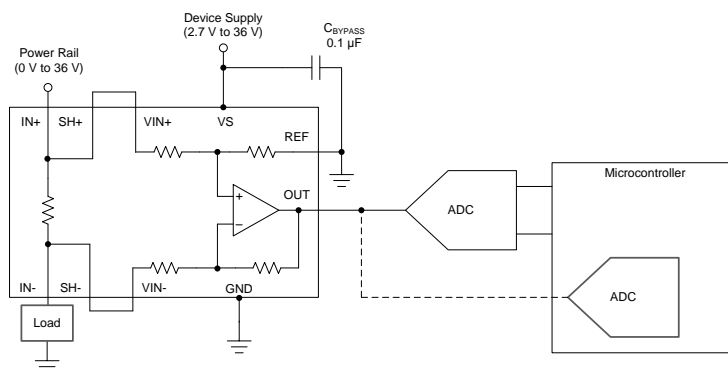 Device Supply
(2.7 V to 36 V)
CBYPASS
0.1 µF
Power Rail
(0 V to 36 V)
IN+ SH+ VIN+ VS
REF
Microcontroller
OUT
+
ADC
−
IN- SH- VIN- GND
ADC
Load